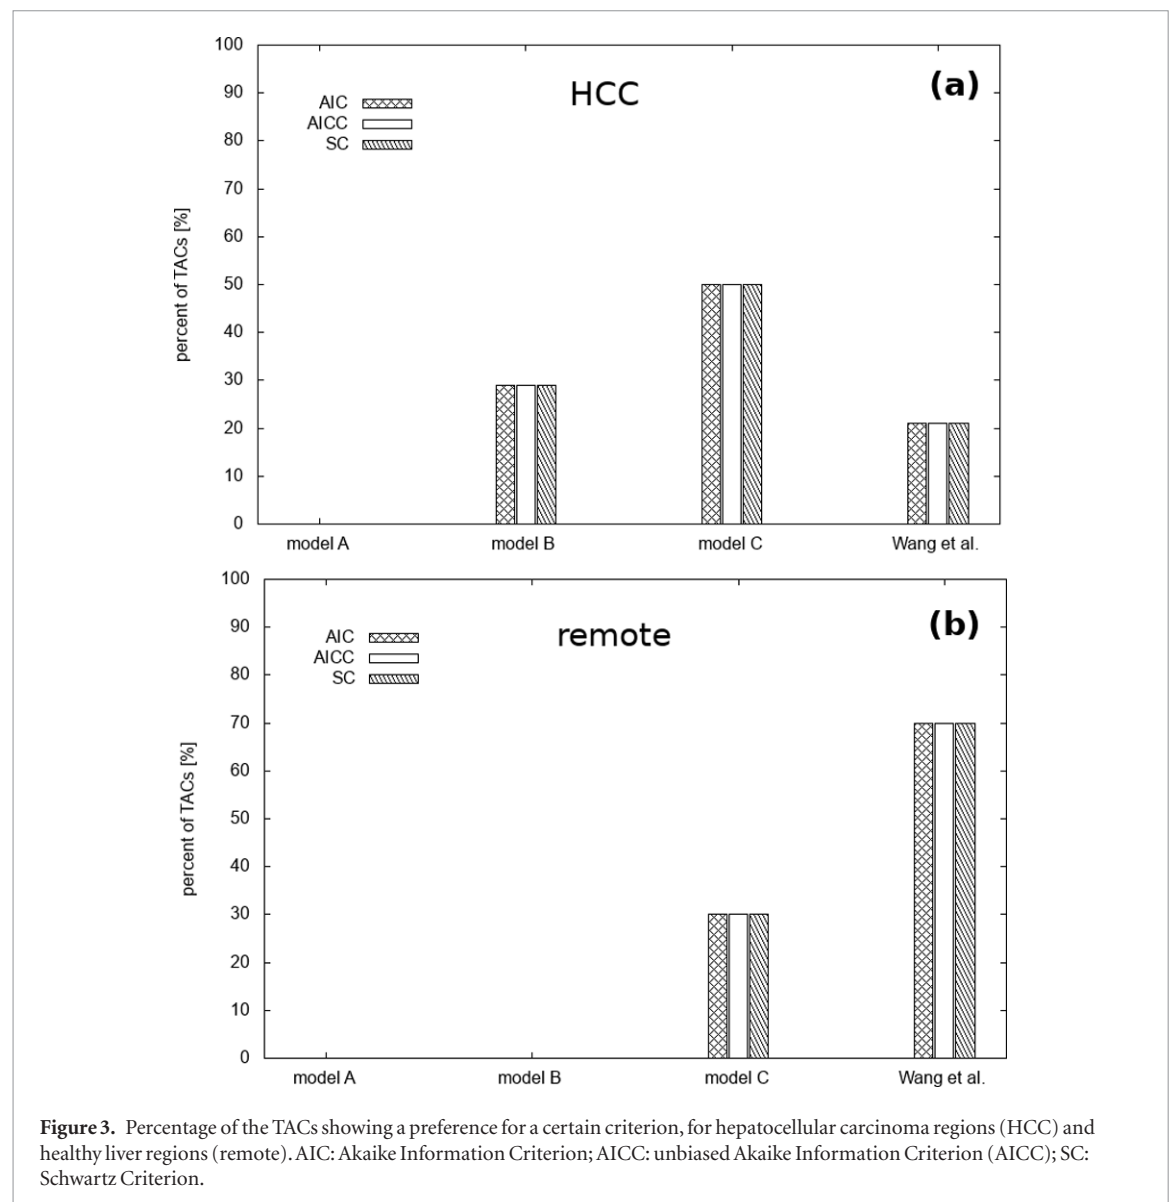 100
90
80
70
60
50
40
30
20
10
0
percent of TACs [%]
HCC
(a)
AIC
AICC
SC
model A model B model C Wang et al.
100
90
80
70
60
50
40
30
20
10
0
percent of TACs [%]
remote
(b)
AIC
AICC
SC
model A model B model C Wang et al.
Figure 3. Percentage of the TACs showing a preference for a certain criterion, for hepatocellular carcinoma regions (HCC) and
healthy liver regions (remote). AIC: Akaike Information Criterion; AICC: unbiased Akaike Information Criterion (AICC); SC:
Schwartz Criterion.